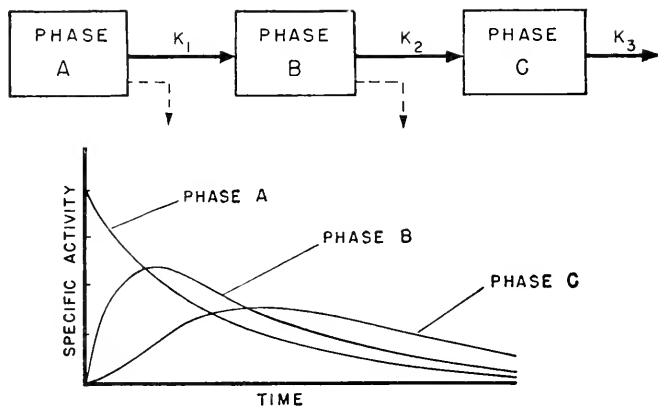 PHASE
A
K1
PHASE
B
K2
PHASE
C
K3
SPECIFIC ACTIVITY
PHASE A
PHASE B
PHASE C
TIME